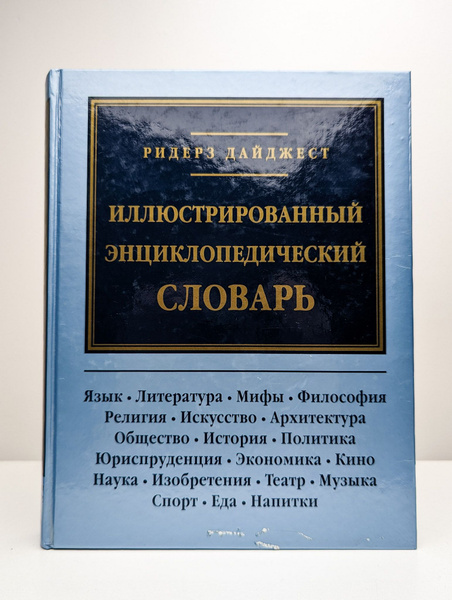 РИДЕРЗ ДАЙДЖЕСТ
ИЛЛЮСТРИРОВАННЫЙ
ЭНЦИКЛОПЕДИЧЕСКИЙ
СЛОВАРЬ
Язык • Литература • Мифы • Философия
Религия • Искусство • Архитектура
Общество • История • Политика
Юриспруденция • Экономика • Кино
Наука • Изобретения • Театр • Музыка
Спорт • Еда • Напитки